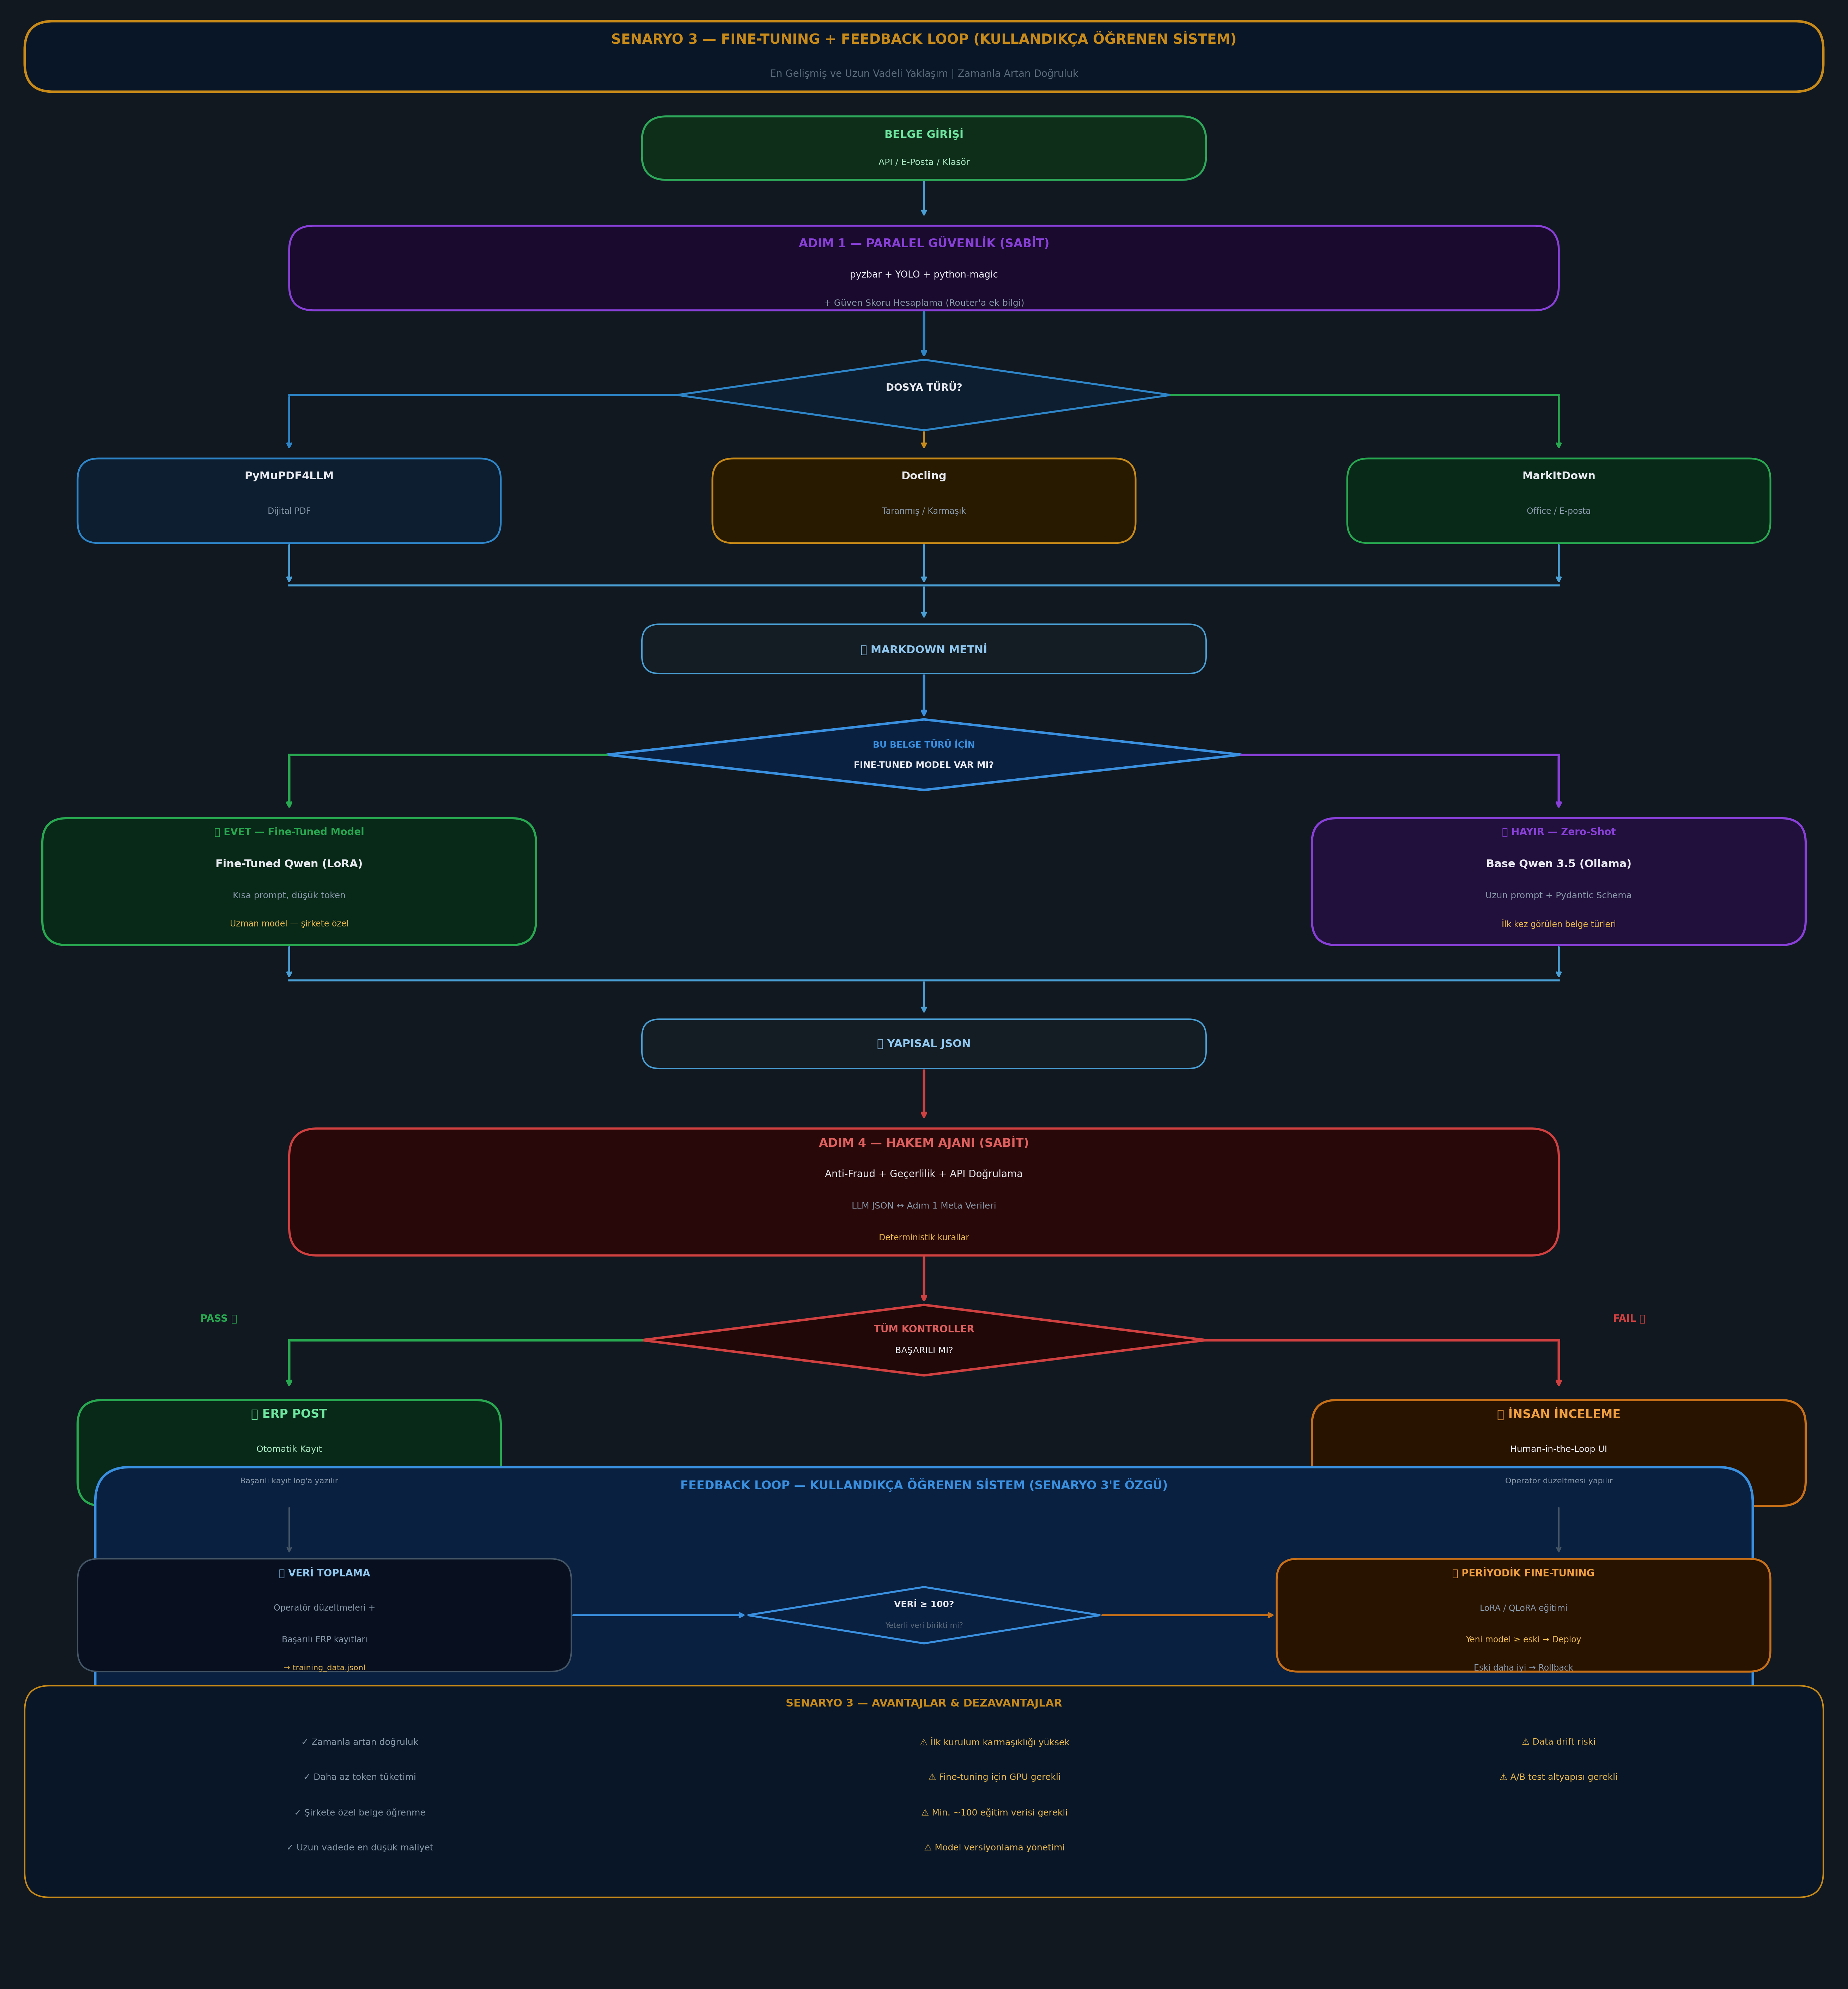 SENARYO 3 — FINE-TUNING + FEEDBACK LOOP (KULLANDIKÇA ÖĞRENEN SİSTEM)
En Gelişmiş ve Uzun Vadeli Yaklaşım | Zamanla Artan Doğruluk
BELGE GİRİŞİ
API / E-Posta / Klasör
ADIM 1 — PARALEL GÜVENLİK (SABİT)
pyzbar + YOLO + python-magic
+ Güven Skoru Hesaplama (Router'a ek bilgi)
DOSYA TÜRÜ?
PyMuPDF4LLM
Dijital PDF
Docling
Taranmış / Karmaşık
MarkItDown
Office / E-posta
MARKDOWN METNİ
BU BELGE TÜRÜ İÇİN
FINE-TUNED MODEL VAR MI?
EVET — Fine-Tuned Model
Fine-Tuned Qwen (LoRA)
Kısa prompt, düşük token
Uzman model — şirkete özel
HAYIR — Zero-Shot
Base Qwen 3.5 (Ollama)
Uzun prompt + Pydantic Schema
İlk kez görülen belge türleri
YAPISAL JSON
ADIM 4 — HAKEM AJANI (SABİT)
Anti-Fraud + Geçerlilik + API Doğrulama
LLM JSON ↔ Adım 1 Meta Verileri
Deterministik kurallar
PASS
FAIL
TÜM KONTROLLER
BAŞARILI MI?
ERP POST
Otomatik Kayıt
Başarılı kayıt log'a yazılır
İNSAN İNCELEME
Human-in-the-Loop UI
Operatör düzeltmesi yapılır
FEEDBACK LOOP — KULLANDIKÇA ÖĞRENEN SİSTEM (SENARYO 3'E ÖZGÜ)
VERİ TOPLAMA
Operatör düzeltmeleri +
Başarılı ERP kayıtları
→ training_data.jsonl
VERİ ≥ 100?
Yeterli veri birikti mi?
PERİYODİK FINE-TUNING
LoRA / QLoRA eğitimi
Yeni model ≥ eski → Deploy
Eski daha iyi → Rollback
SENARYO 3 — AVANTAJLAR & DEZAVANTAJLAR
✓ Zamanla artan doğruluk
✓ Daha az token tüketimi
✓ Şirkete özel belge öğrenme
✓ Uzun vadede en düşük maliyet
⚠ İlk kurulum karmaşıklığı yüksek
⚠ Fine-tuning için GPU gerekli
⚠ Min. ~100 eğitim verisi gerekli
⚠ Model versiyonlama yönetimi
⚠ Data drift riski
⚠ A/B test altyapısı gerekli